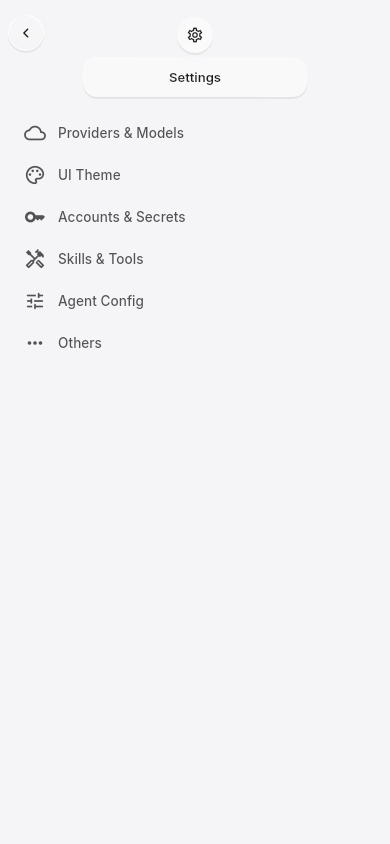 Settings
Providers & Models
UI Theme
Accounts & Secrets
Skills & Tools
Agent Config
Others